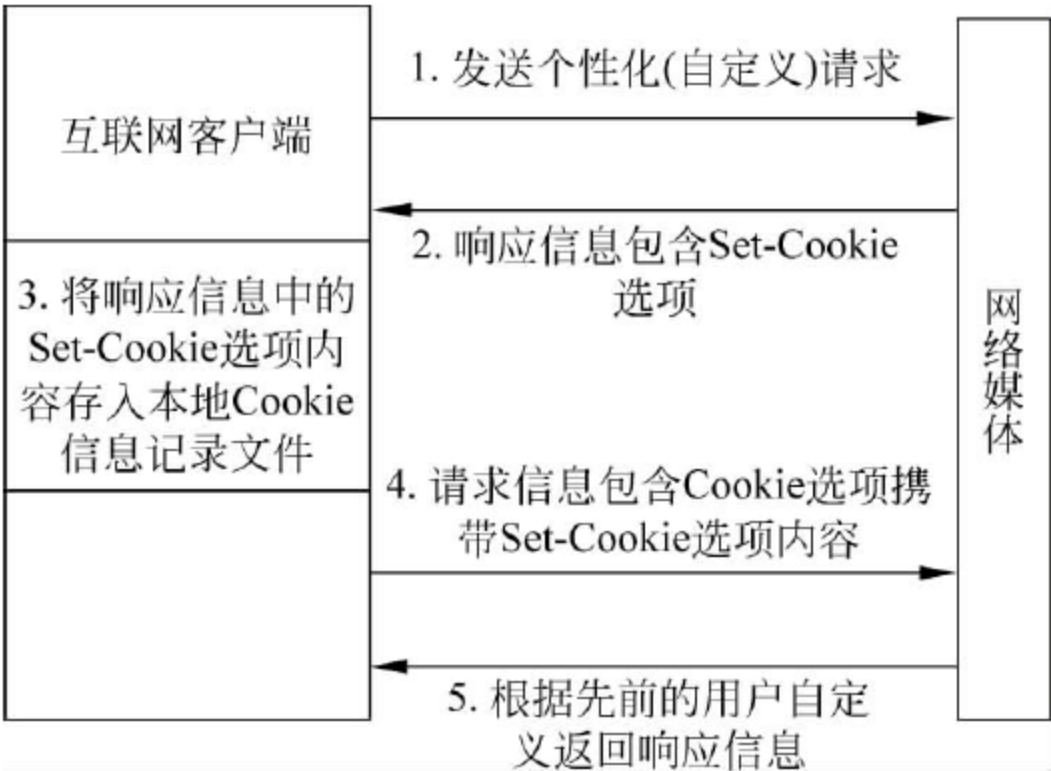 1. 发送个性化(自定义)请求
互联网客户端
2. 响应信息包含Set-Cookie
选项
3. 将响应信息中的
Set-Cookie选项内
容存入本地Cookie
信息记录文件
网
络
媒
体
4. 请求信息包含Cookie选项携
带Set-Cookie选项内容
5. 根据先前的用户自定
义返回响应信息